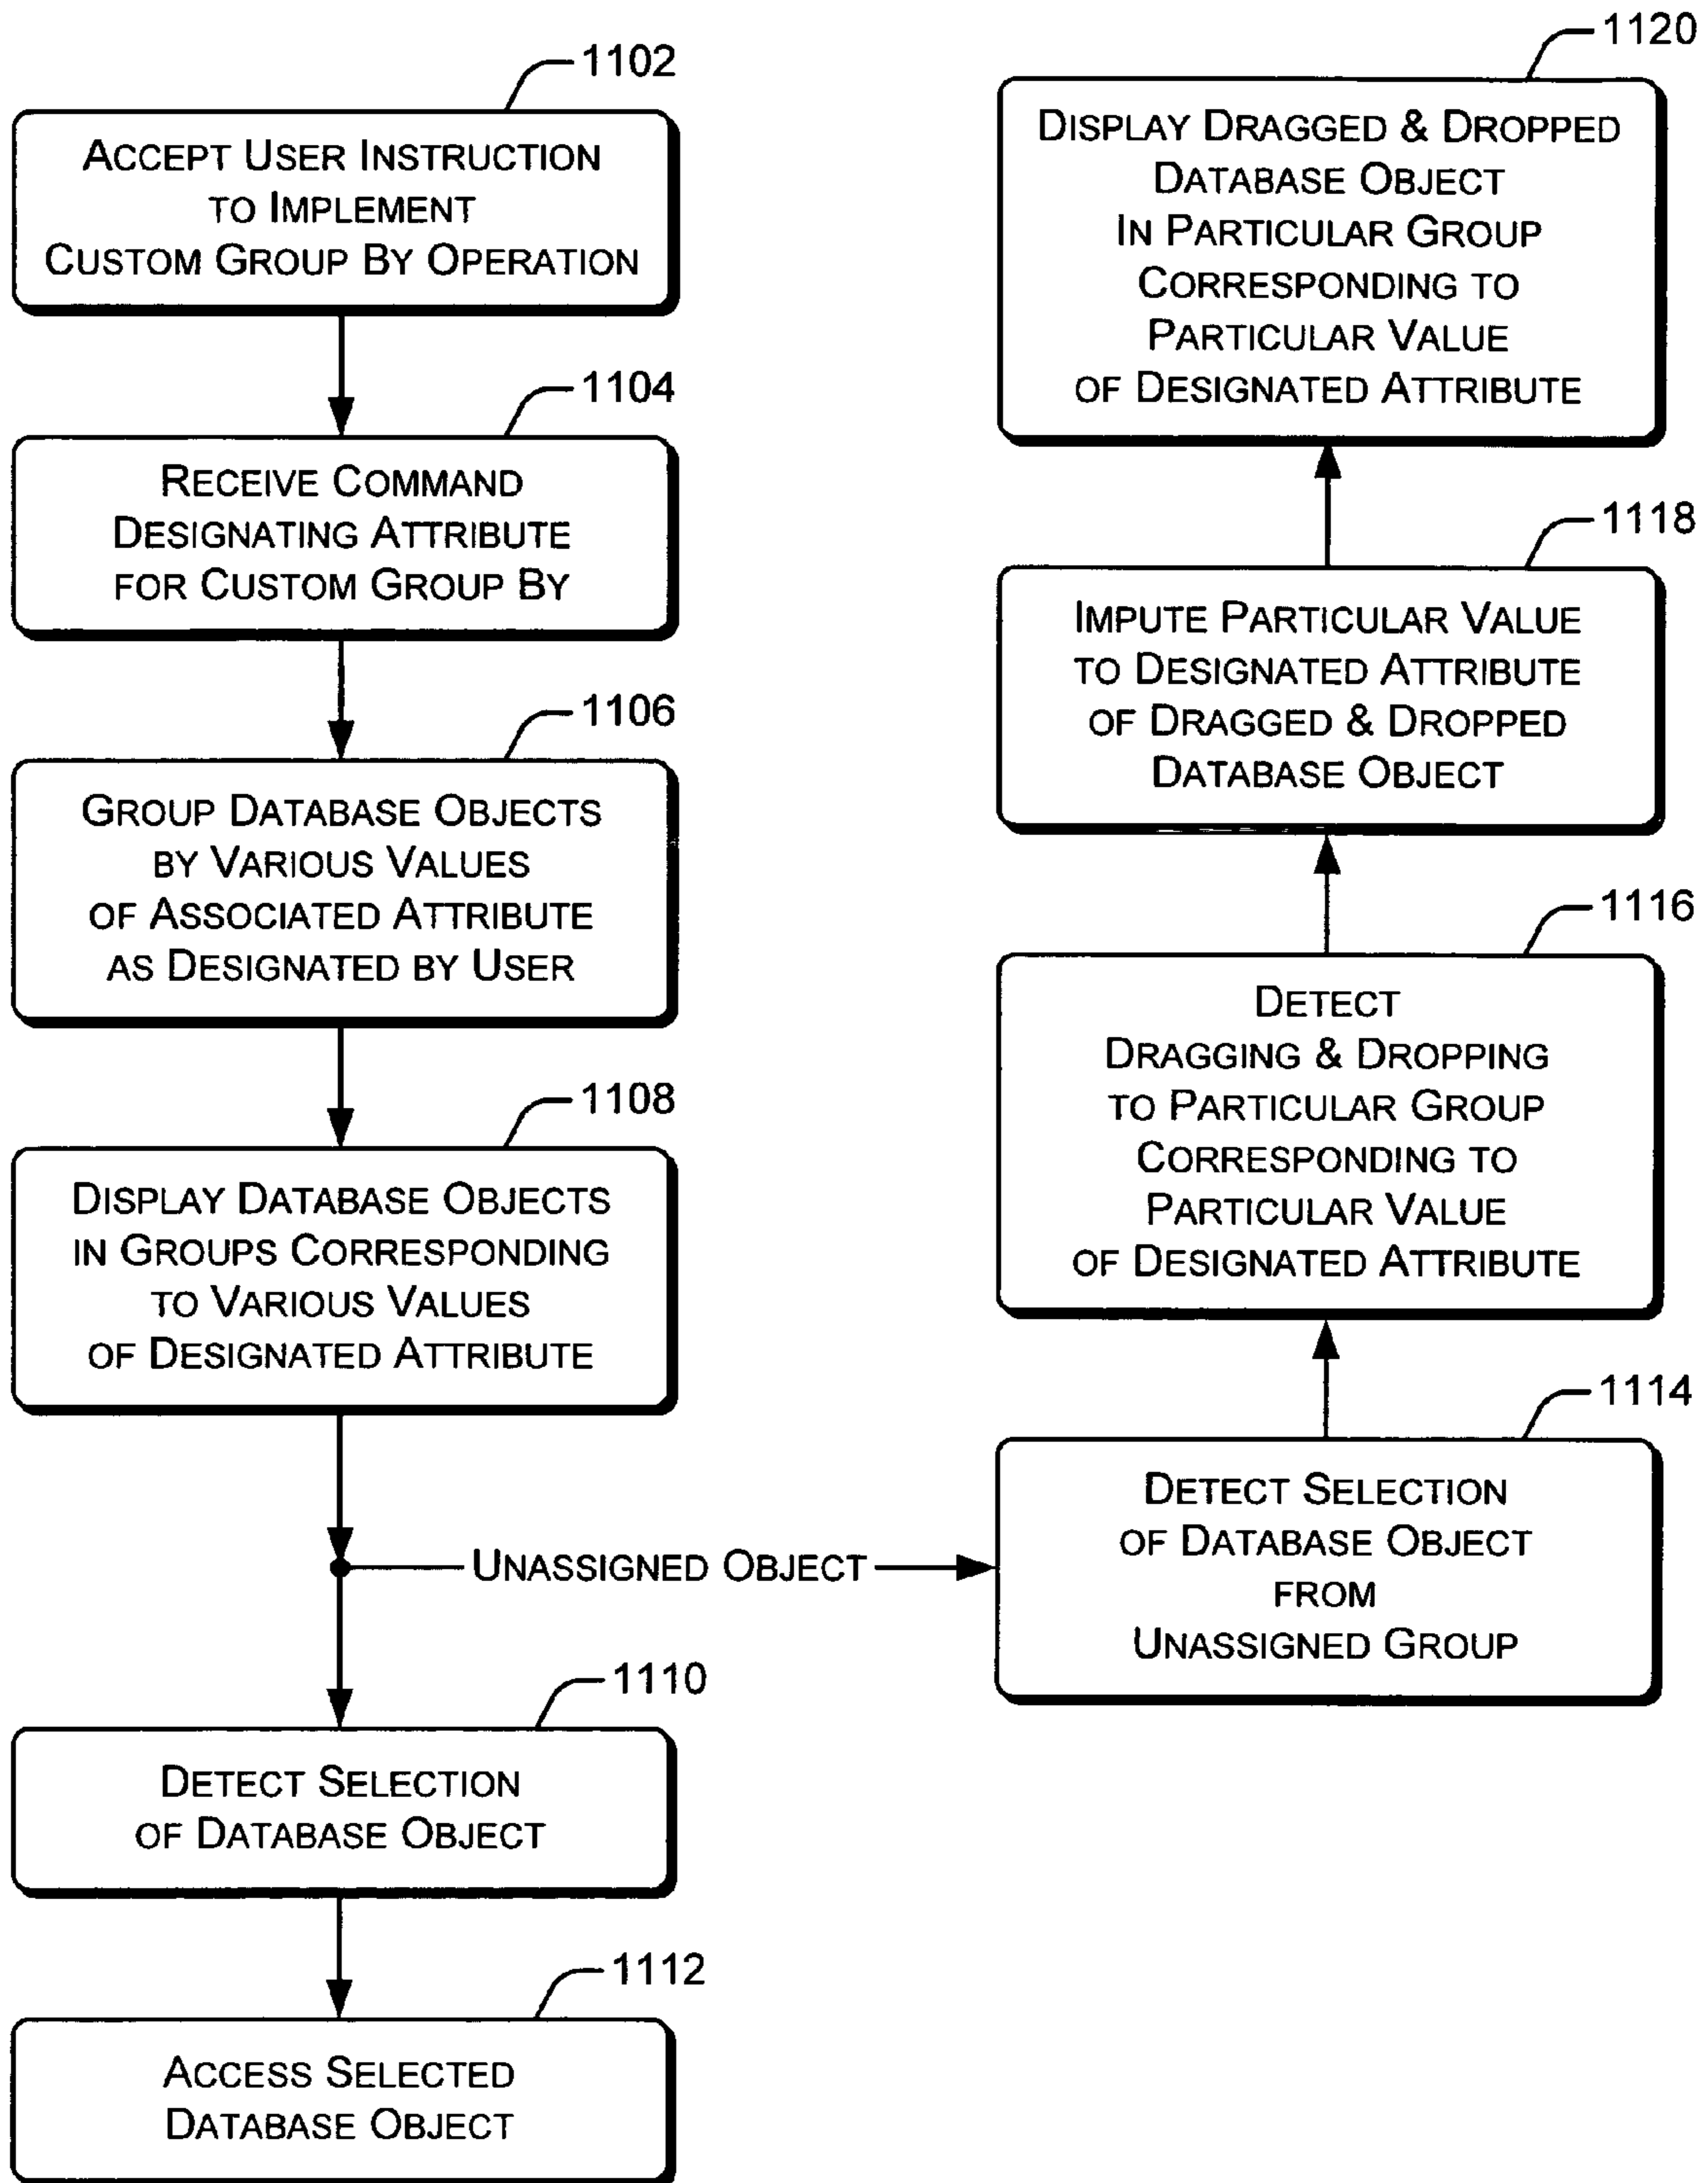 1102
ACCEPT USER INSTRUCTION
TO IMPLEMENT
CUSTOM GROUP BY OPERATION
1104
RECEIVE COMMAND
DESIGNATING ATTRIBUTE
FOR CUSTOM GROUP BY
1106
GROUP DATABASE OBJECTS
BY VARIOUS VALUES
OF ASSOCIATED ATTRIBUTE
AS DESIGNATED BY USER
1108
DISPLAY DATABASE OBJECTS
IN GROUPS CORRESPONDING
TO VARIOUS VALUES
OF DESIGNATED ATTRIBUTE
UNASSIGNED OBJECT
1110
DETECT SELECTION
OF DATABASE OBJECT
1112
ACCESS SELECTED
DATABASE OBJECT
1114
DETECT SELECTION
OF DATABASE OBJECT
FROM
UNASSIGNED GROUP
1116
DETECT
DRAGGING & DROPPING
TO PARTICULAR GROUP
CORRESPONDING TO
PARTICULAR VALUE
OF DESIGNATED ATTRIBUTE
1118
IMPUTE PARTICULAR VALUE
TO DESIGNATED ATTRIBUTE
OF DRAGGED & DROPPED
DATABASE OBJECT
1120
DISPLAY DRAGGED & DROPPED
DATABASE OBJECT
IN PARTICULAR GROUP
CORRESPONDING TO
PARTICULAR VALUE
OF DESIGNATED ATTRIBUTE